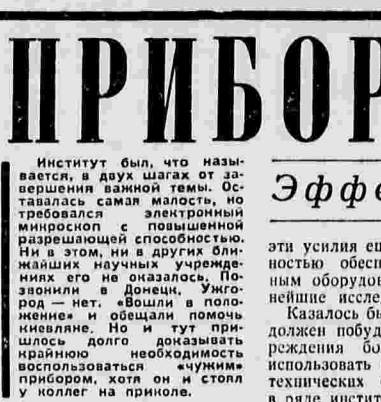 ПРИБОР
Институт был, что назы-
вается, в двух шагах от за-
вершения важной темы. Ос-
тавалась самая малость, но
требовался электронный
микроскоп с повышенной
разрешающей способностью.
Ни в этом, ни в других бли-
жайших научных учрежде-
ниях его не оказалось. По-
звонили в Донецк, Ужго-
род — нет. «Вошли в поло-
жение» и обещали помочь
киевляне. Но и тут при-
шлось долго доказывать
крайнюю необходимость
воспользоваться «чужим»
прибором, хотя он и стоял
у коллег на приколе.
Эффе
эти усилия ещ
ностью обесп
ным оборудов
нейшие иссле
Казалось бы
должен побуд
реждения бо
использовать
технических
в ряде инстит